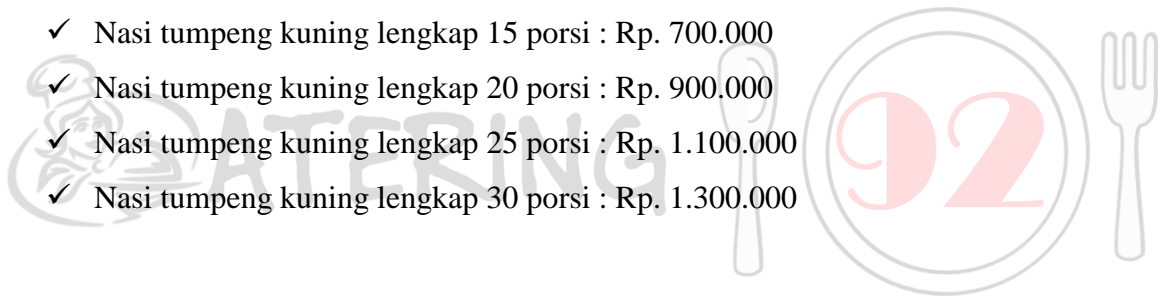 ✓ Nasi tumpeng kuning lengkap 15 porsi : Rp. 700.000
✓ Nasi tumpeng kuning lengkap 20 porsi : Rp. 900.000
✓ Nasi tumpeng kuning lengkap 25 porsi : Rp. 1.100.000
✓ Nasi tumpeng kuning lengkap 30 porsi : Rp. 1.300.000
ATERING 92